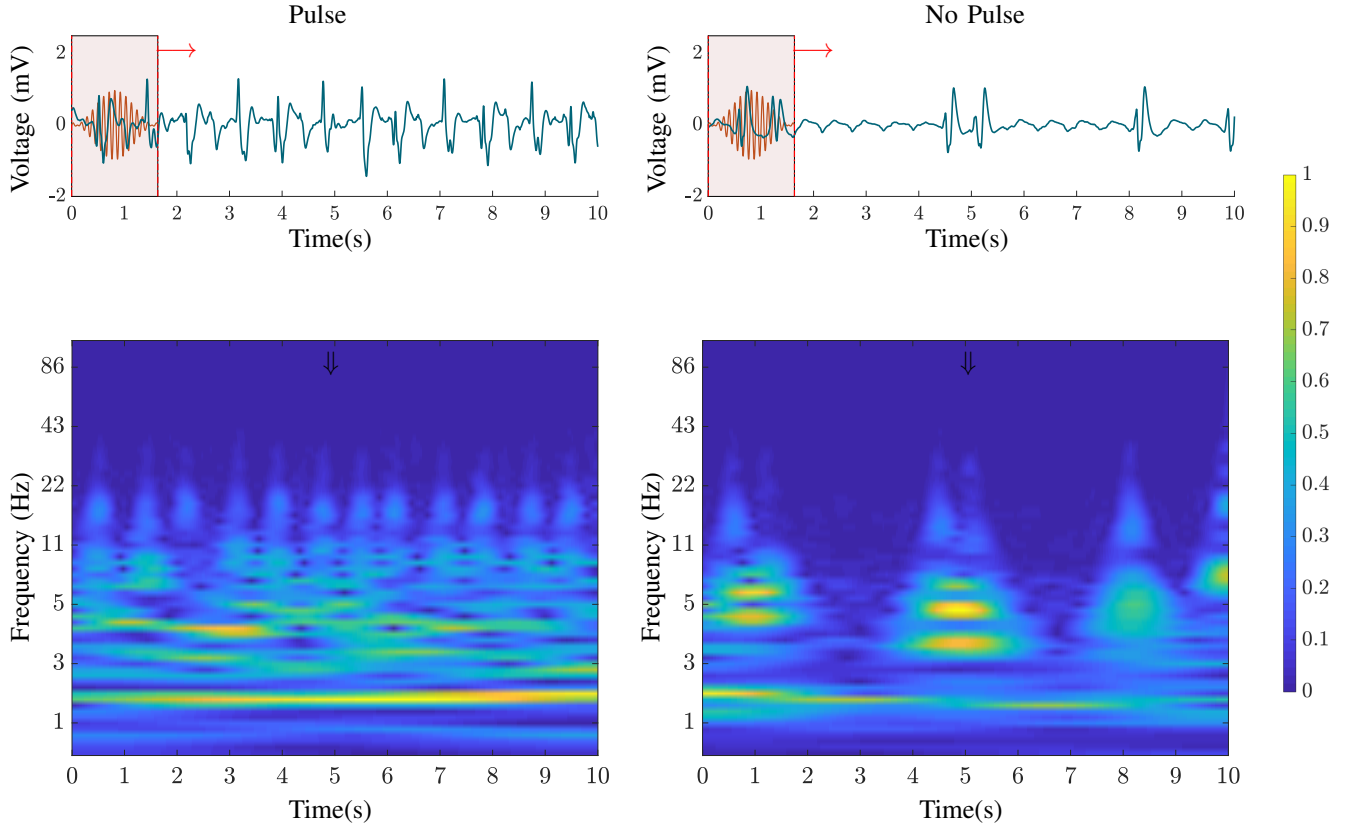 Pulse
No Pulse
Voltage (mV)
2
0
-2
0 1 2 3 4 5 6 7 8 9 10
Time(s)
Voltage (mV)
2
0
-2
0 1 2 3 4 5 6 7 8 9 10
Time(s)
Frequency (Hz)
86
43
22
11
5
3
1
⇓
0 1 2 3 4 5 6 7 8 9 10
Time(s)
Frequency (Hz)
86
43
22
11
5
3
1
⇓
0 1 2 3 4 5 6 7 8 9 10
Time(s)
1
0.9
0.8
0.7
0.6
0.5
0.4
0.3
0.2
0.1
0